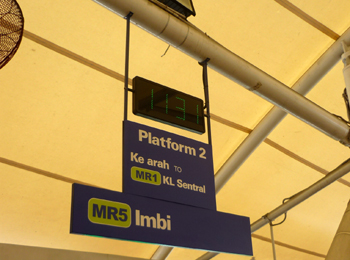 Platform 2
Ke arah TO
MR1 KL Sentral
MR5 Imbi